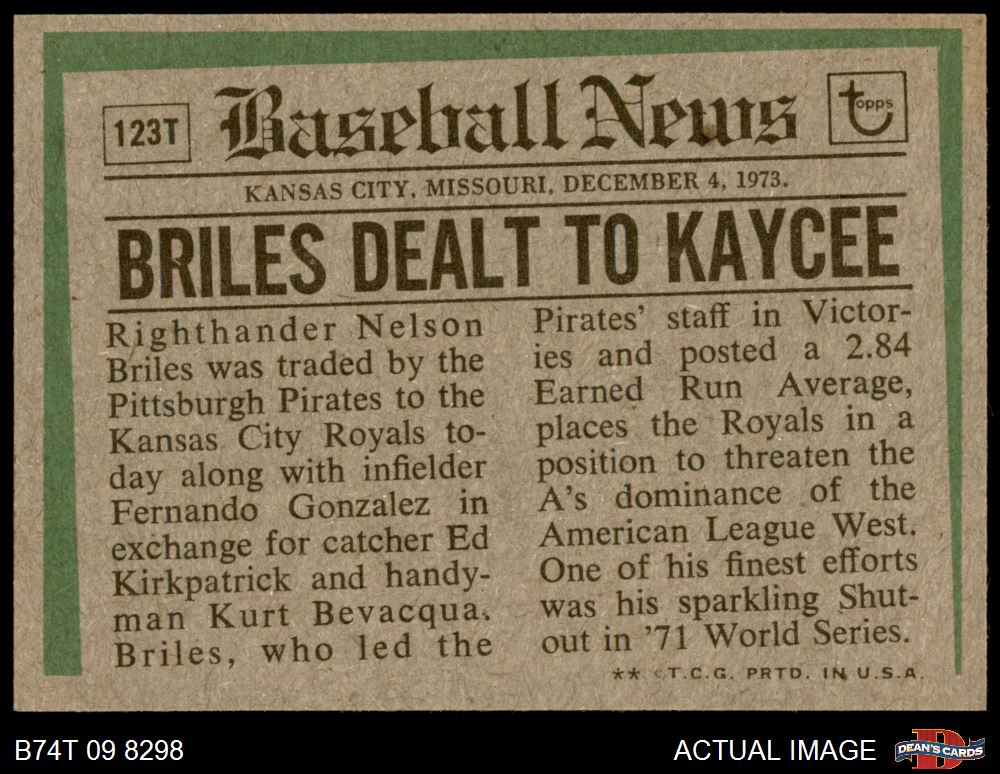 123T
Baseball News
topps
KANSAS CITY, MISSOURI, DECEMBER 4, 1973.
BRILES DEALT TO KAYCEE
Righthander Nelson
Briles was traded by the
Pittsburgh Pirates to the
Kansas City Royals to-
day along with infielder
Fernando Gonzalez in
exchange for catcher Ed
Kirkpatrick and handy-
man Kurt Bevacqua.
Briles, who led the
Pirates' staff in Victor-
ies and posted a 2.84
Earned Run Average,
places the Royals in a
position to threaten the
A's dominance of the
American League West.
One of his finest efforts
was his sparkling Shut-
out in '71 World Series.
** ©T.C.G. PRTD. IN U.S.A.
B74T 09 8298
ACTUAL IMAGE
D
DEAN'S CARDS